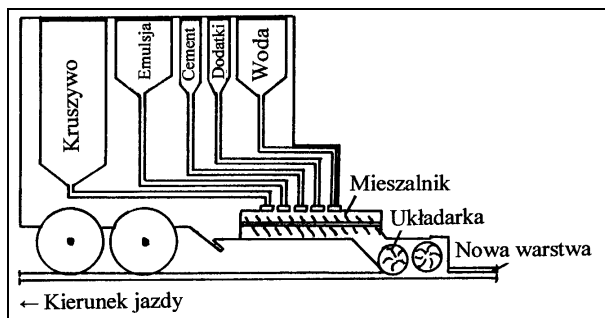 Kruszywo
Emulsja
Cement
Dodatki
Woda
Mieszalnik
Układarka
Nowa warstwa
← Kierunek jazdy